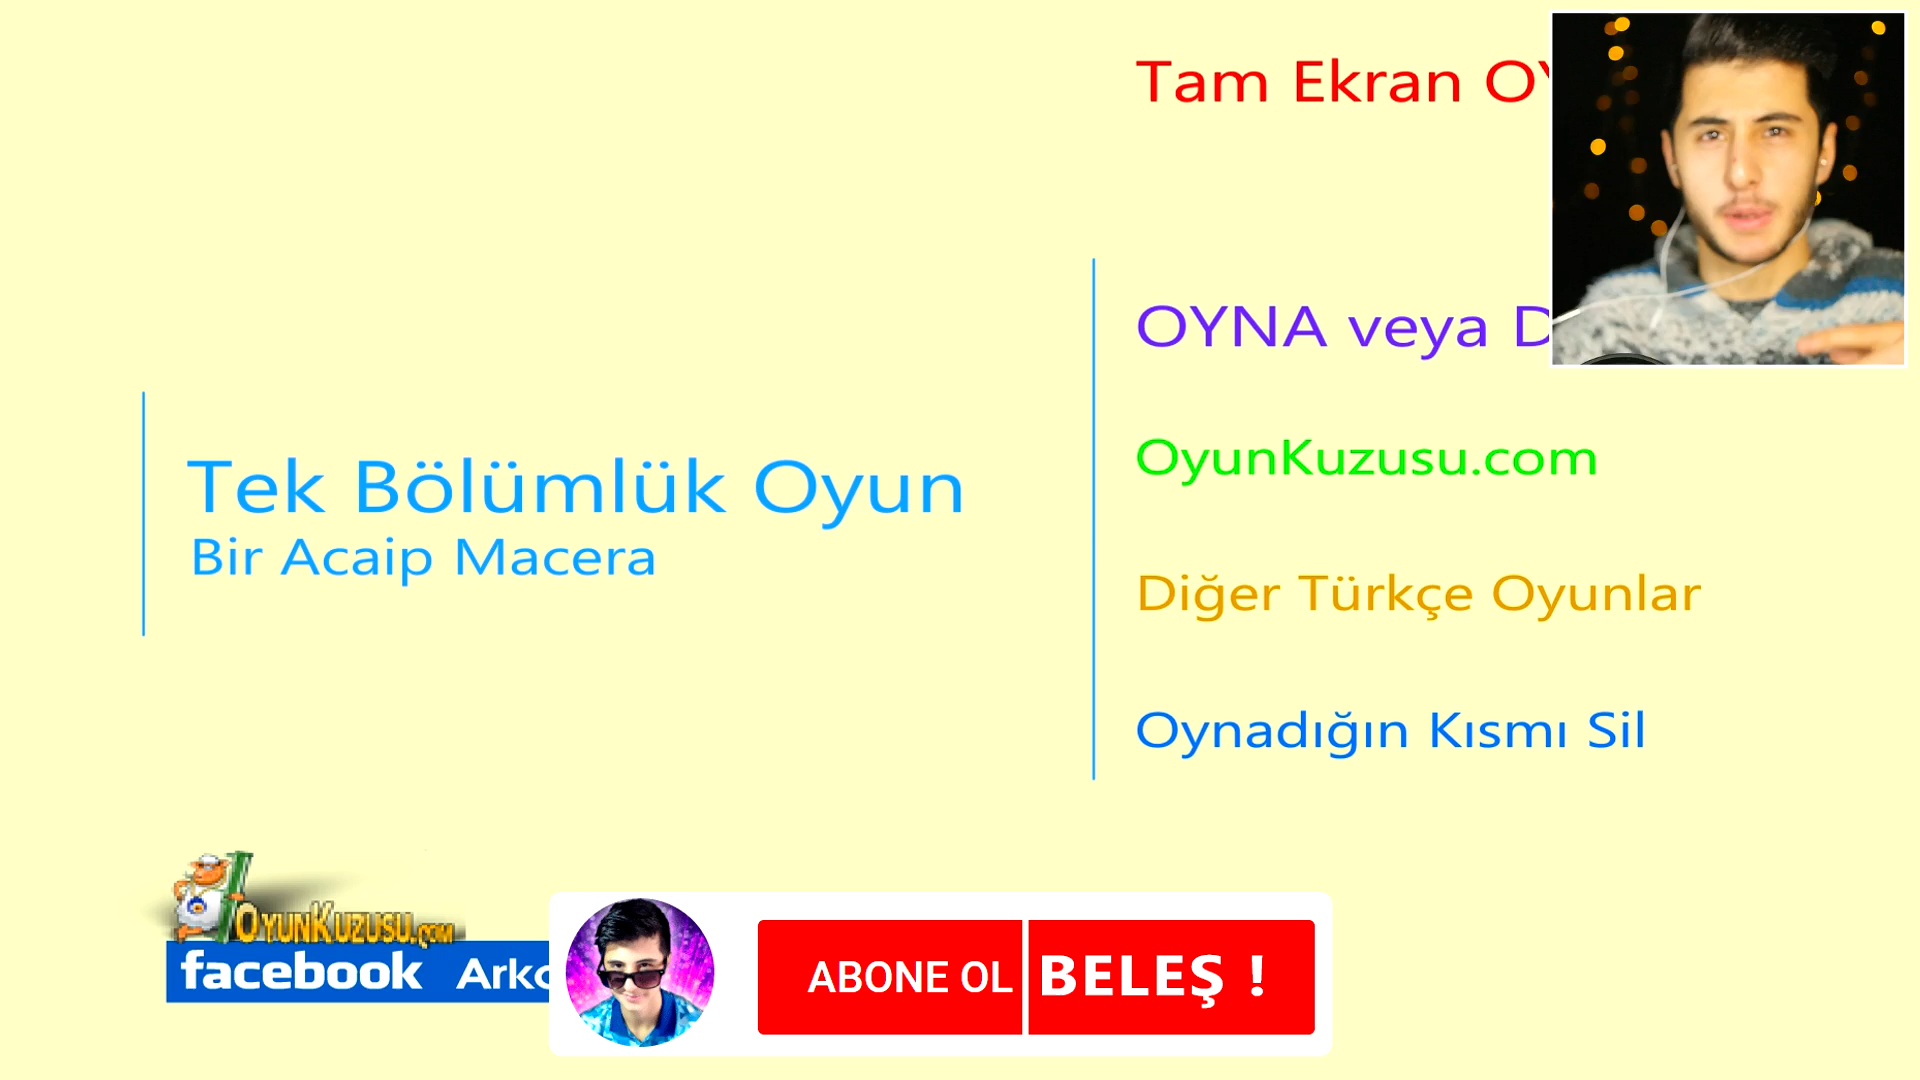 Tam Ekran
OYNA veya
Tek Bölümlük Oyun
Bir Acaip Macera
OyunKuzusu.com
Diğer Türkçe Oyunlar
Oynadığın Kısmı Sil
OYUNKUZUSU.COM
facebook
ABONE OL BELEŞ !